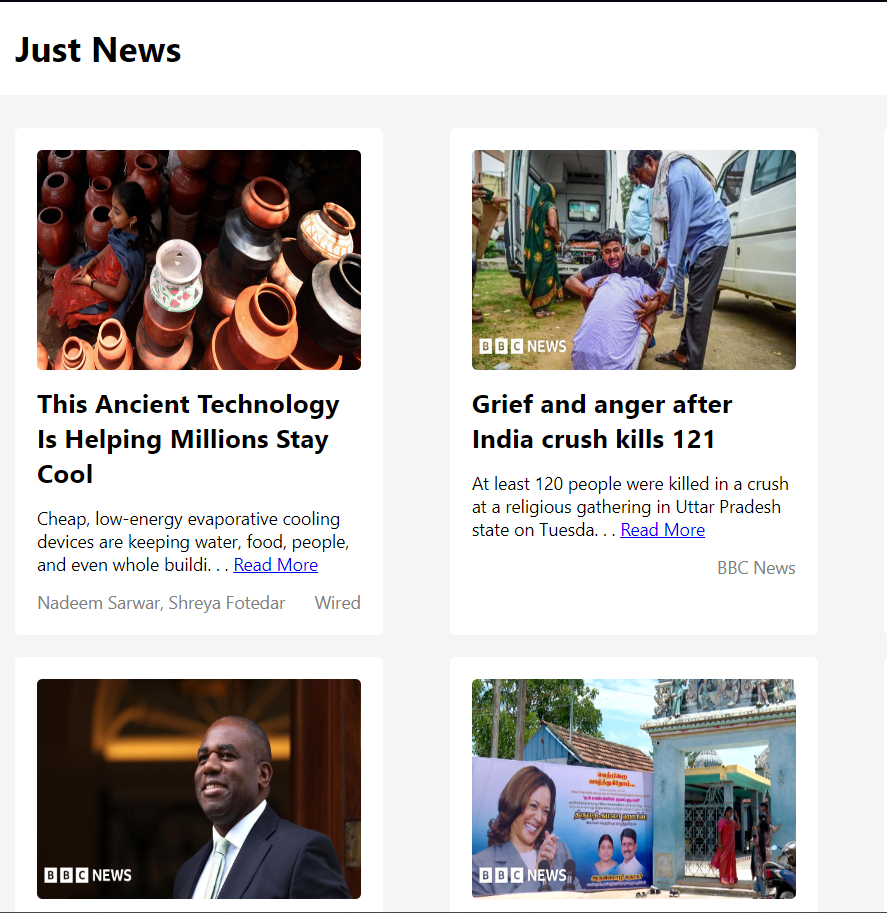 Just News
This Ancient Technology
Is Helping Millions Stay
Cool
Cheap, low-energy evaporative cooling
devices are keeping water, food, people,
and even whole buildi. . . Read More
Nadeem Sarwar, Shreya Fotedar Wired
BBC NEWS
Grief and anger after
India crush kills 121
At least 120 people were killed in a crush
at a religious gathering in Uttar Pradesh
state on Tuesda. . . Read More
BBC News
BBC NEWS
BBC NEWS